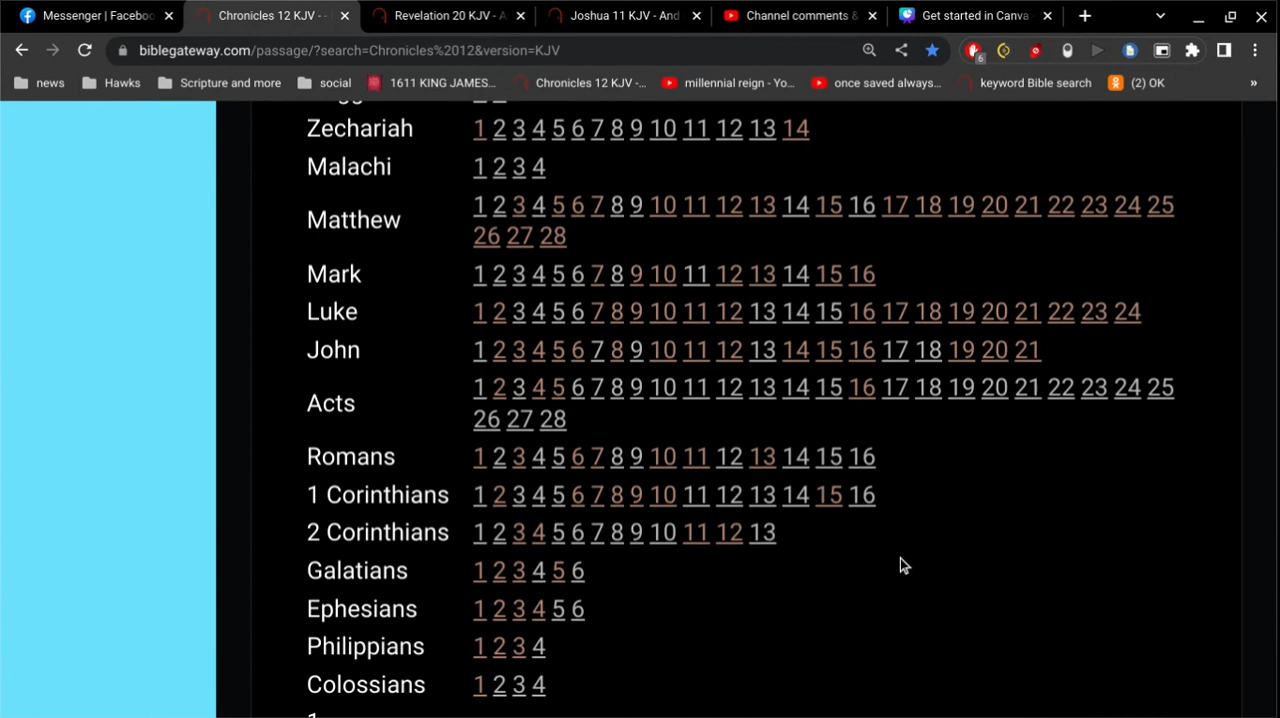 Messenger | Faceboo
Chronicles 12 KJV - -
Revelation 20 KJV - A
Joshua 11 KJV - And
Channel comments &
Get started in Canva
biblegateway.com/passage/?search=Chronicles%2012&version=KJV
6
news
Hawks
Scripture and more
social
1611 KING JAMES...
Chronicles 12 KJV -...
millennial reign - Yo...
once saved always...
keyword Bible search
(2) OK
»
Zechariah 1 2 3 4 5 6 7 8 9 10 11 12 13 14
Malachi 1 2 3 4
Matthew 1 2 3 4 5 6 7 8 9 10 11 12 13 14 15 16 17 18 19 20 21 22 23 24 25
26 27 28
Mark 1 2 3 4 5 6 7 8 9 10 11 12 13 14 15 16
Luke 1 2 3 4 5 6 7 8 9 10 11 12 13 14 15 16 17 18 19 20 21 22 23 24
John 1 2 3 4 5 6 7 8 9 10 11 12 13 14 15 16 17 18 19 20 21
Acts 1 2 3 4 5 6 7 8 9 10 11 12 13 14 15 16 17 18 19 20 21 22 23 24 25
26 27 28
Romans 1 2 3 4 5 6 7 8 9 10 11 12 13 14 15 16
1 Corinthians 1 2 3 4 5 6 7 8 9 10 11 12 13 14 15 16
2 Corinthians 1 2 3 4 5 6 7 8 9 10 11 12 13
Galatians 1 2 3 4 5 6
Ephesians 1 2 3 4 5 6
Philippians 1 2 3 4
Colossians 1 2 3 4